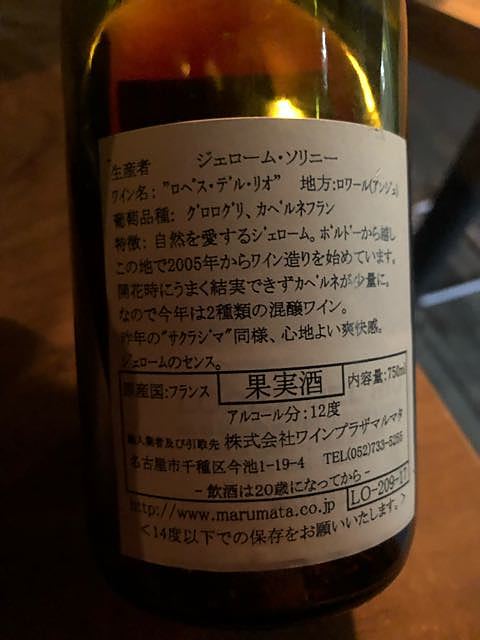 生産者 ジェローム・ソリニー
ワイン名: "ロペス・デル・リオ" 地方:ロワール(アンジュ)
葡萄品種: グロログリ、カベルネフラン
特徴: 自然を愛するジェローム。ボルドーから越し
この地で2005年からワイン造りを始めています。
開花時にうまく結実できずカベルネが少量に。
なので今年は2種類の混醸ワイン。
昨年の"サクラジマ"同様、心地よい爽快感。
ジェロームのセンス。
原産国:フランス 果実酒 内容量:750ml
アルコール分:12度
輸入業者及び引取先 株式会社ワインプラザマルマタ
名古屋市千種区今池1-19-4 TEL(052)733-5255
-飲酒は20歳になってから-
LO-209-17
http://www.marumata.co.jp
<14度以下での保存をお願いいたします。>